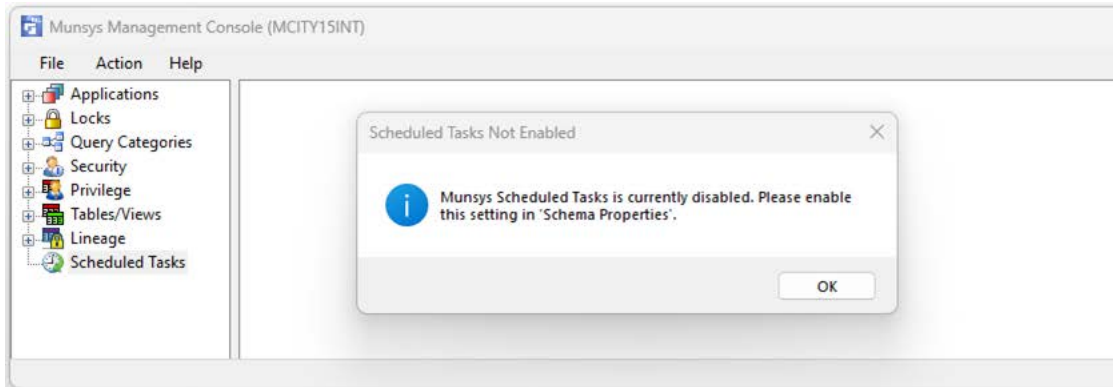 Munsys Management Console (MCITY15INT)
File Action Help
Applications
Locks
Query Categories
Security
Privilege
Tables/Views
Lineage
Scheduled Tasks
Scheduled Tasks Not Enabled
Munsys Scheduled Tasks is currently disabled. Please enable
this setting in 'Schema Properties'.
OK